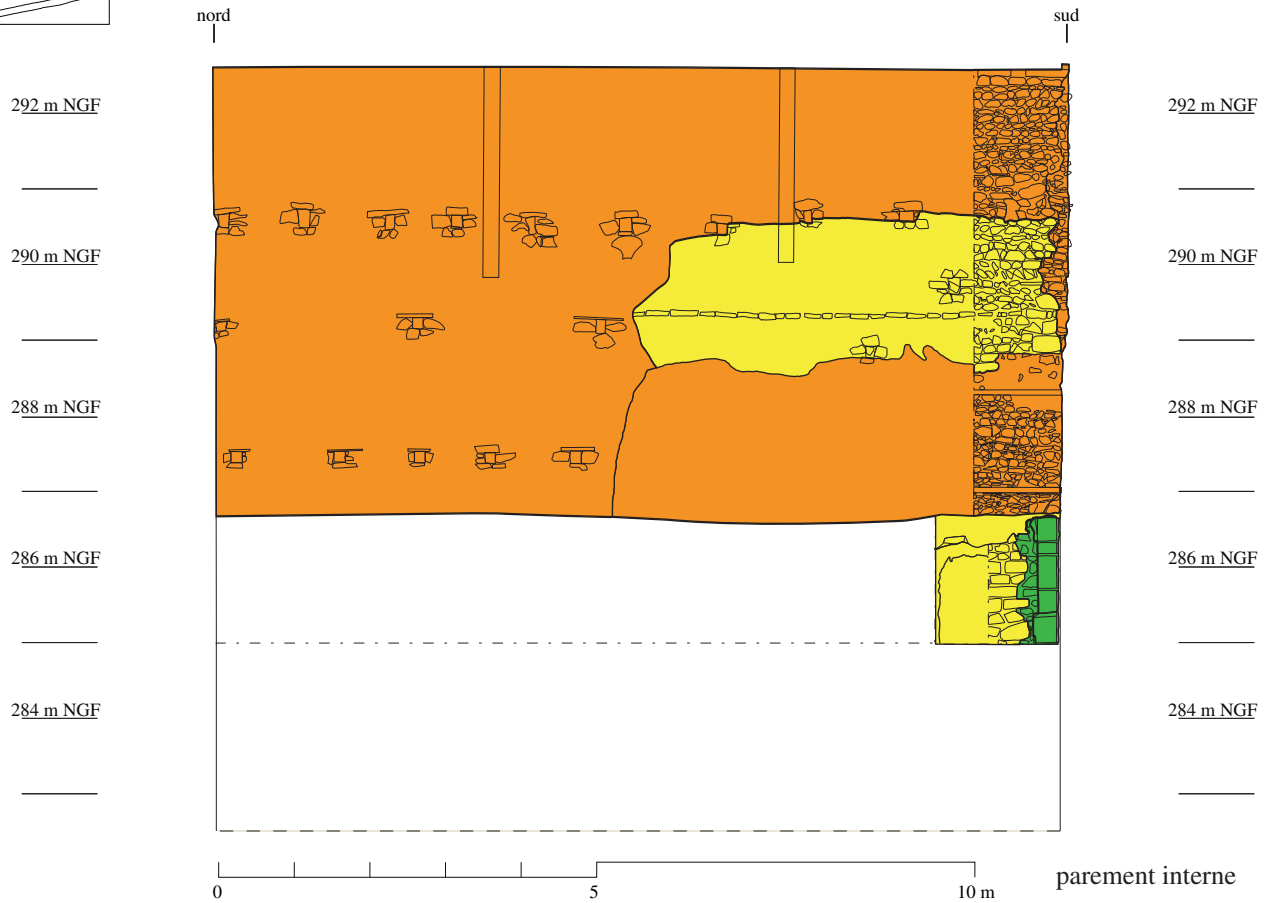 nord sud
292 m NGF 292 m NGF
290 m NGF 290 m NGF
288 m NGF 288 m NGF
286 m NGF 286 m NGF
284 m NGF 284 m NGF
0 5 10 m
parement interne